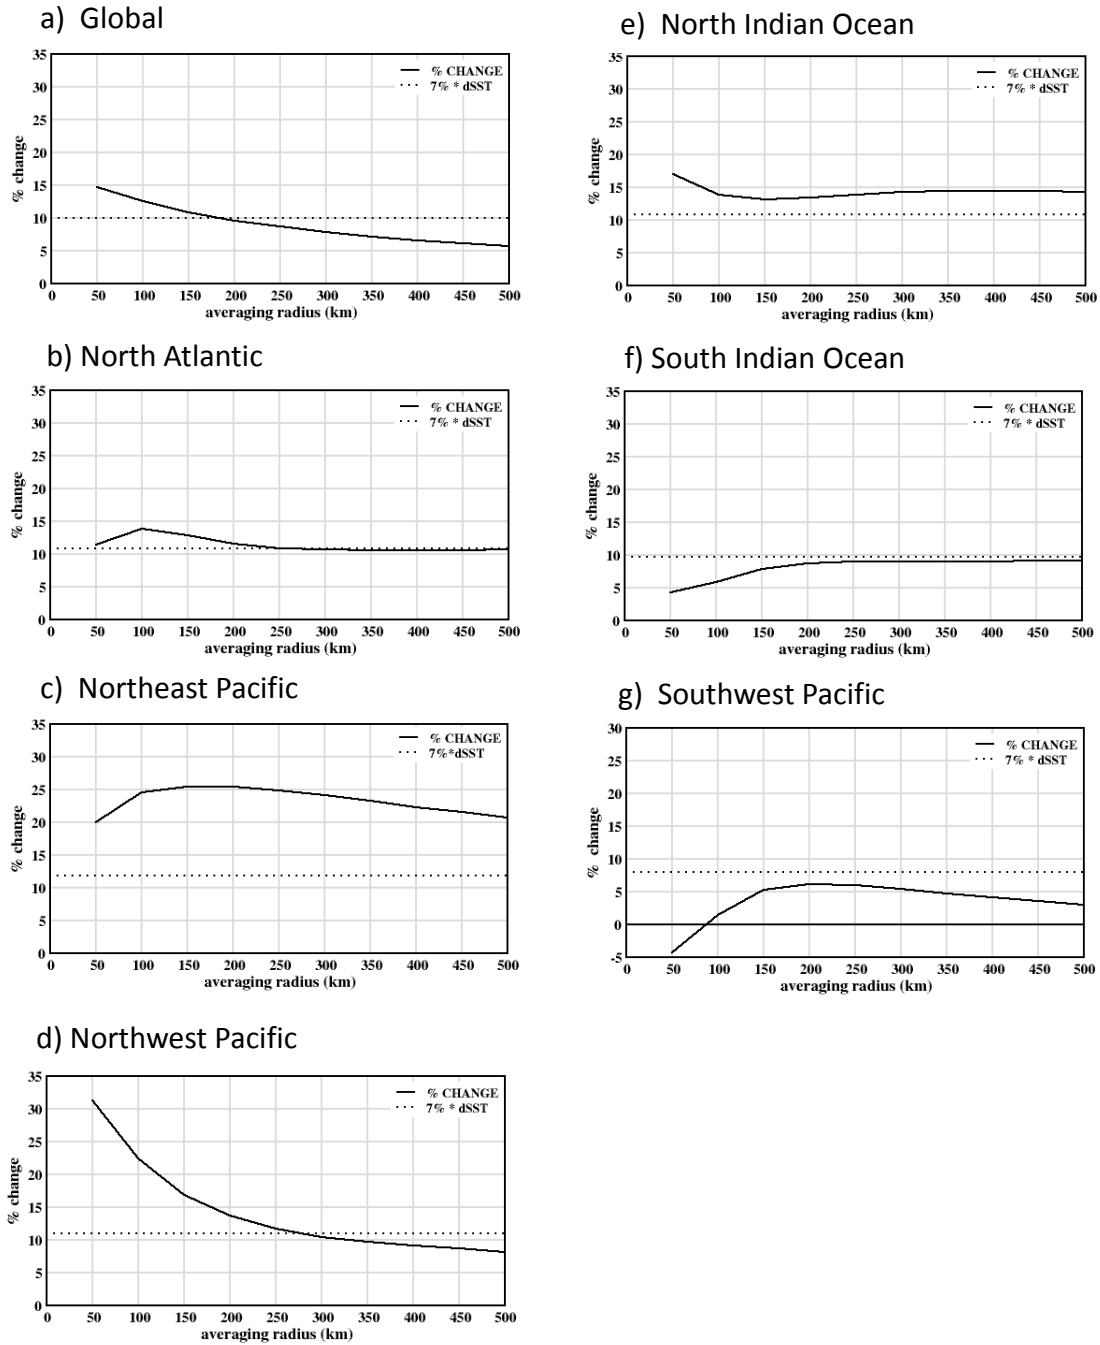 a) Global
35
30
25
20
15
10
5
0
% change
% CHANGE
7% * dSST
0 50 100 150 200 250 300 350 400 450 500
averaging radius (km)
b) North Atlantic
35
30
25
20
15
10
5
0
% change
% CHANGE
7% * dSST
0 50 100 150 200 250 300 350 400 450 500
averaging radius (km)
c) Northeast Pacific
35
30
25
20
15
10
5
0
% change
% CHANGE
7%*dSST
0 50 100 150 200 250 300 350 400 450 500
averaging radius (km)
d) Northwest Pacific
35
30
25
20
15
10
5
0
% change
% CHANGE
7% * dSST
0 50 100 150 200 250 300 350 400 450 500
averaging radius (km)
e) North Indian Ocean
35
30
25
20
15
10
5
0
% change
% CHANGE
7% * dSST
0 50 100 150 200 250 300 350 400 450 500
averaging radius (km)
f) South Indian Ocean
35
30
25
20
15
10
5
0
% change
% CHANGE
7% * dSST
0 50 100 150 200 250 300 350 400 450 500
averaging radius (km)
g) Southwest Pacific
30
25
20
15
10
5
0
-5
% change
% CHANGE
7% * dSST
0 50 100 150 200 250 300 350 400 450 500
averaging radius (km)